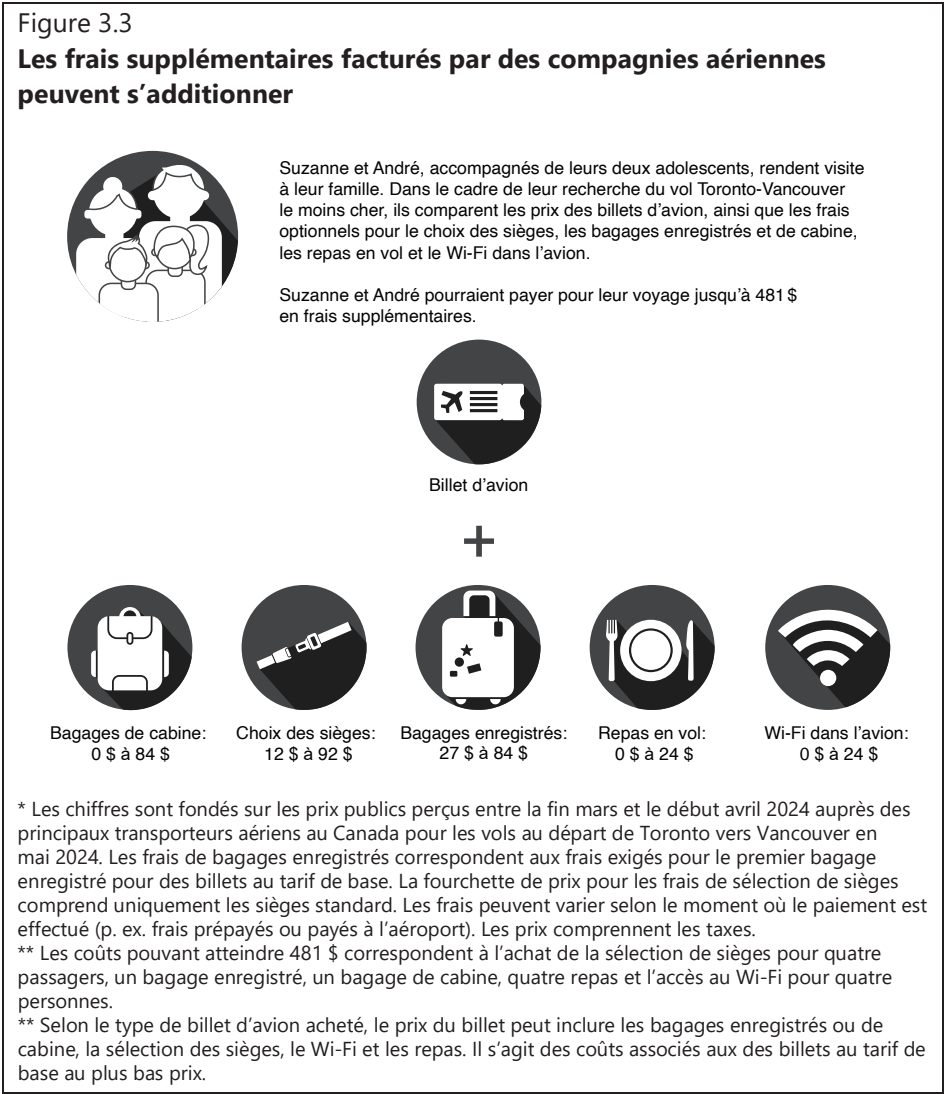 Figure 3.3
Les frais supplémentaires facturés par des compagnies aériennes
peuvent s’additionner
Suzanne et André, accompagnés de leurs deux adolescents, rendent visite
à leur famille. Dans le cadre de leur recherche du vol Toronto-Vancouver
le moins cher, ils comparent les prix des billets d’avion, ainsi que les frais
optionnels pour le choix des sièges, les bagages enregistrés et de cabine,
les repas en vol et le Wi-Fi dans l’avion.
Suzanne et André pourraient payer pour leur voyage jusqu’à 481 $
en frais supplémentaires.
Billet d’avion
+
Bagages de cabine:
0 $ à 84 $
Choix des sièges:
12 $ à 92 $
Bagages enregistrés:
27 $ à 84 $
Repas en vol:
0 $ à 24 $
Wi-Fi dans l’avion:
0 $ à 24 $
* Les chiffres sont fondés sur les prix publics perçus entre la fin mars et le début avril 2024 auprès des
principaux transporteurs aériens au Canada pour les vols au départ de Toronto vers Vancouver en
mai 2024. Les frais de bagages enregistrés correspondent aux frais exigés pour le premier bagage
enregistré pour des billets au tarif de base. La fourchette de prix pour les frais de sélection de sièges
comprend uniquement les sièges standard. Les frais peuvent varier selon le moment où le paiement est
effectué (p. ex. frais prépayés ou payés à l’aéroport). Les prix comprennent les taxes.
** Les coûts pouvant atteindre 481 $ correspondent à l’achat de la sélection de sièges pour quatre
passagers, un bagage enregistré, un bagage de cabine, quatre repas et l’accès au Wi-Fi pour quatre
personnes.
** Selon le type de billet d’avion acheté, le prix du billet peut inclure les bagages enregistrés ou de
cabine, la sélection des sièges, le Wi-Fi et les repas. Il s’agit des coûts associés aux des billets au tarif de
base au plus bas prix.